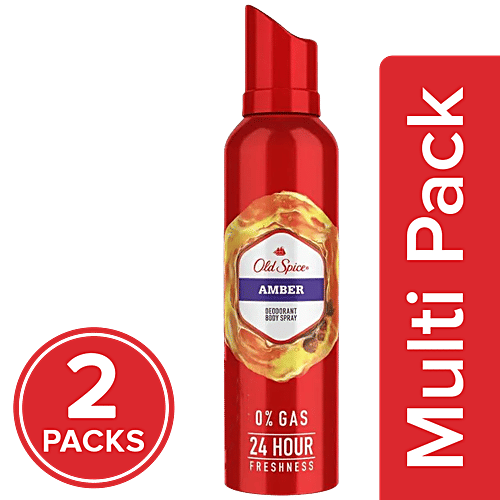 Old Spice®
AMBER
DEODORANT
BODY SPRAY
0% GAS
24 HOUR
FRESHNESS
2
PACKS
Multi Pack